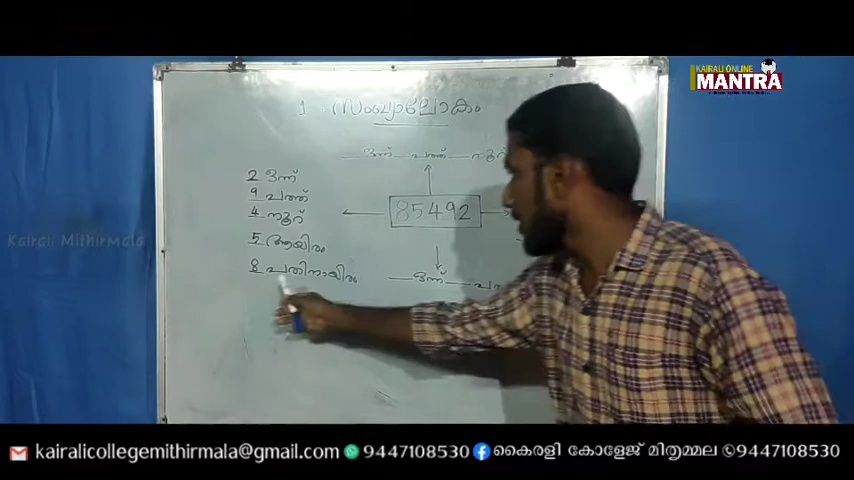 KAIRALI ONLINE
MANTRA
1. സംഖ്യാലോകം
ഒന്ന് പത്ത് നൂറ്
2 ഒന്ന്
9 പത്ത്
4 നൂറ്
5 ആയിരം
8 പതിനായിരം
85492
ഒന്ന്
KAIRALI MITHIRMALA
kairalicollegemithirmala@gmail.com 9447108530 കൈരളി കോളേജ് മിതൃമ്മല 9447108530